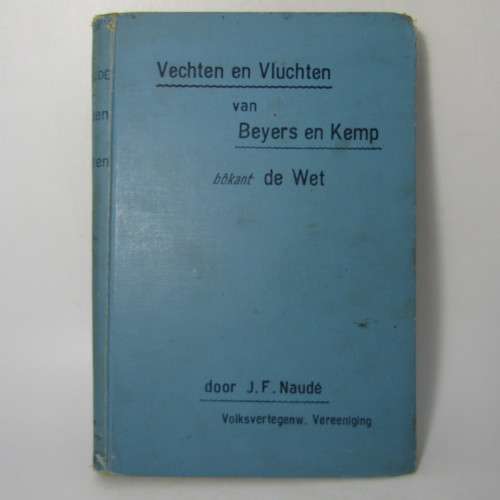 Vechten en Vluchten
van
Beyers en Kemp
bôkant de Wet
door J. F. Naudé
Volksvertegenw. Vereeniging